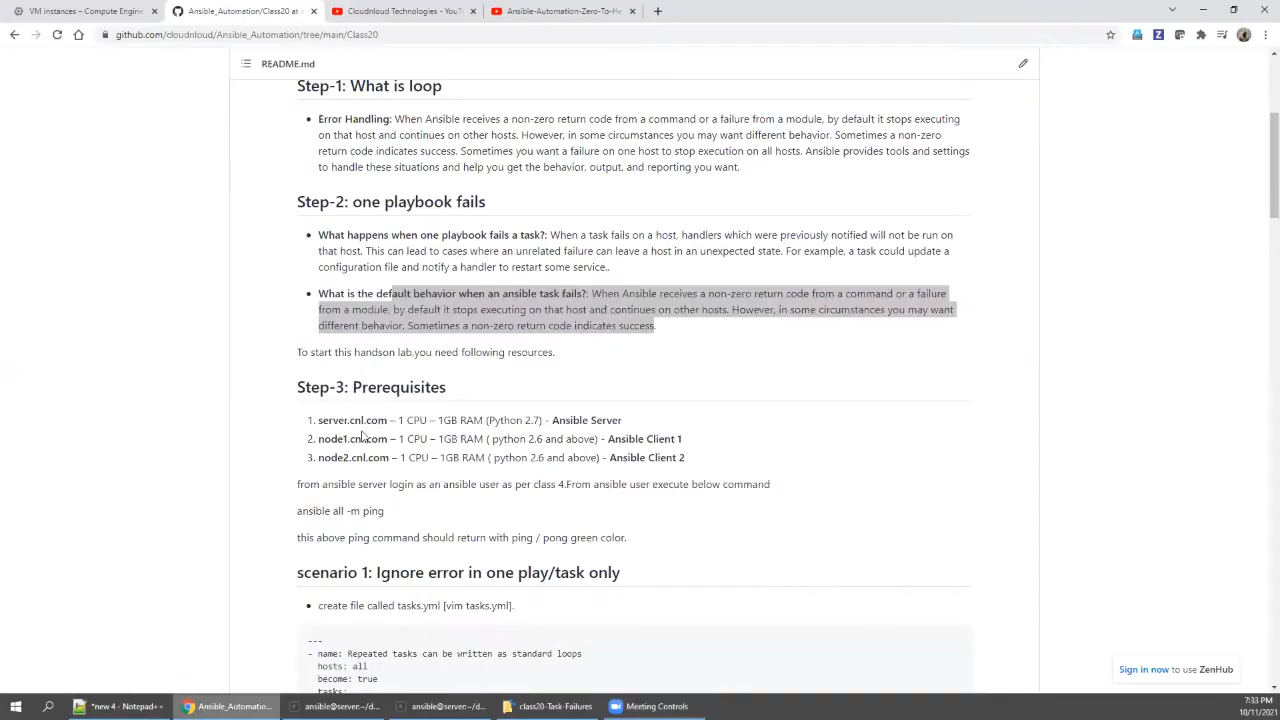 VM instances – Compute Engine
Ansible_Automation/Class20 at m
Cloudnloud Technologies - YouT
Ansible-Automation-Zero-To-He
github.com/cloudnloud/Ansible_Automation/tree/main/Class20
README.md
Step-1: What is loop
Error Handling: When Ansible receives a non-zero return code from a command or a failure from a module, by default it stops executing
on that host and continues on other hosts. However, in some circumstances you may want different behavior. Sometimes a non-zero
return code indicates success. Sometimes you want a failure on one host to stop execution on all hosts. Ansible provides tools and settings
to handle these situations and help you get the behavior, output, and reporting you want.
Step-2: one playbook fails
What happens when one playbook fails a task?: When a task fails on a host, handlers which were previously notified will not be run on
that host. This can lead to cases where an unrelated failure can leave a host in an unexpected state. For example, a task could update a
configuration file and notify a handler to restart some service..
What is the default behavior when an ansible task fails?: When Ansible receives a non-zero return code from a command or a failure
from a module, by default it stops executing on that host and continues on other hosts. However, in some circumstances you may want
different behavior. Sometimes a non-zero return code indicates success.
To start this handson lab,you need following resources.
Step-3: Prerequisites
1. server.cnl.com – 1 CPU – 1GB RAM (Python 2.7) - Ansible Server
2. node1.cnl.com – 1 CPU – 1GB RAM ( python 2.6 and above) - Ansible Client 1
3. node2.cnl.com – 1 CPU – 1GB RAM ( python 2.6 and above) - Ansible Client 2
from ansible server login as an ansible user as per class 4.From ansible user execute below command
ansible all -m ping
this above ping command should return with ping / pong green color.
scenario 1: Ignore error in one play/task only
create file called tasks.yml [vim tasks.yml].
---
- name: Repeated tasks can be written as standard loops
hosts: all
become: true
tasks:
Sign in now to use ZenHub
*new 4 - Notepad++
Ansible_Automatio...
ansible@server:~/d...
ansible@server:~/d...
class20-Task-Failures
Meeting Controls
7:33 PM
10/11/2021